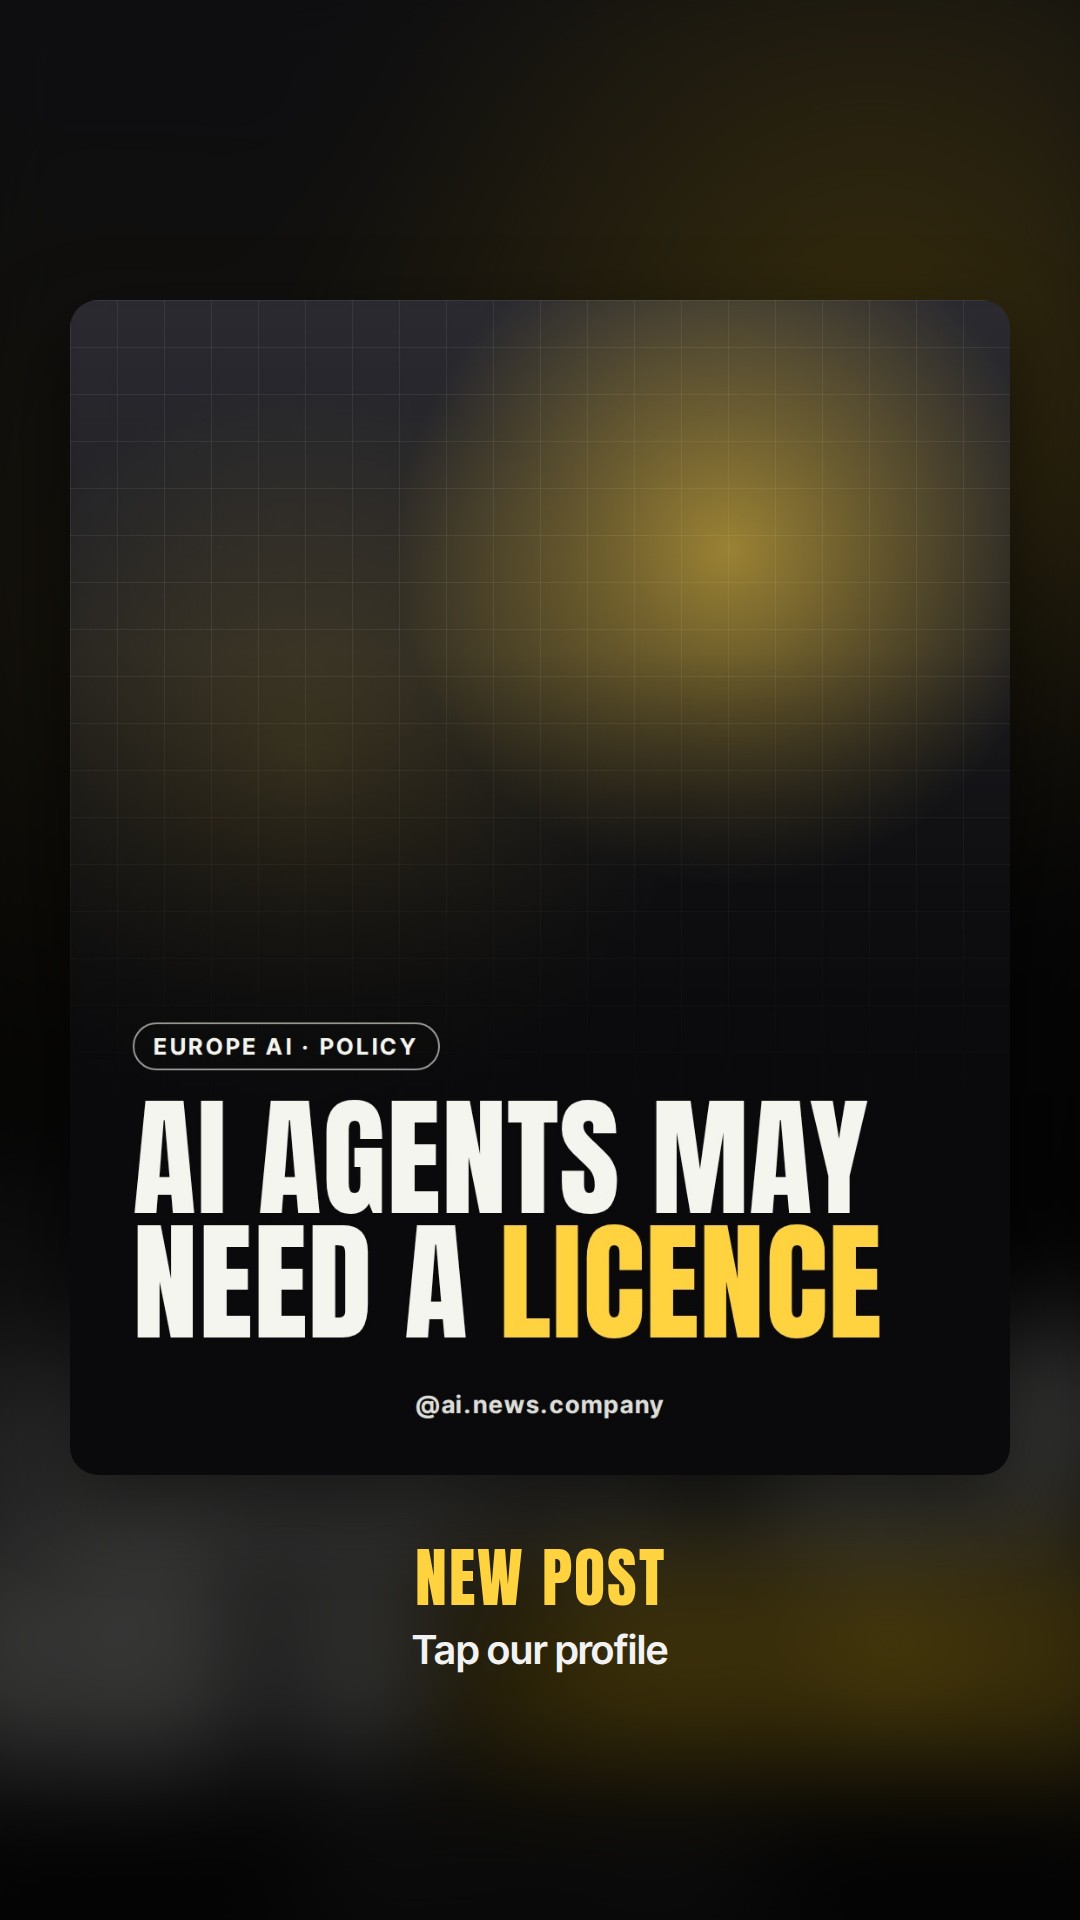 EUROPE AI · POLICY
AI AGENTS MAY
NEED A LICENCE
@ai.news.company
NEW POST
Tap our profile